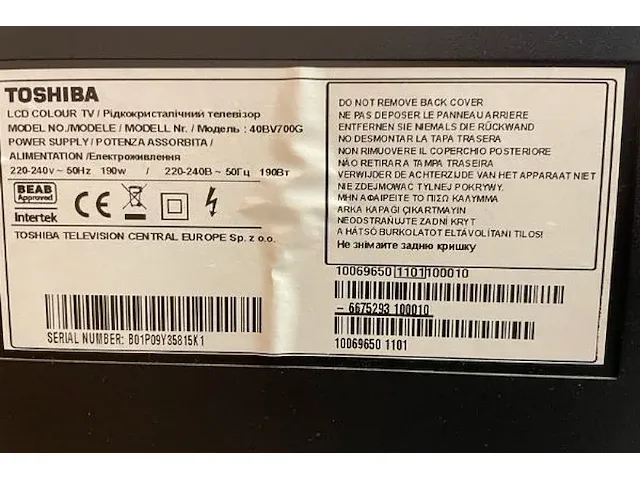 TOSHIBA
LCD COLOUR TV / Рідкокристалічний телевізор
MODEL NO./MODELE / MODELL Nr. / Модель : 40BV700G
POWER SUPPLY / POTENZA ASSORBITA /
ALIMENTATION /Електроживлення
220-240v ~ 50Hz 190w / 220-240В ~ 50Гц 190Вт
BEAB
Approved
Intertek
CE
TOSHIBA TELEVISION CENTRAL EUROPE Sp. z o.o.
SERIAL NUMBER: B01P09Y35815K1
DO NOT REMOVE BACK COVER
NE PAS DEPOSER LE PANNEAU ARRIERE
ENTFERNEN SIE NIEMALS DIE RÜCKWAND
NO DESMONTAR LA TAPA TRASERA
NON RIMUOVERE IL COPERCHIO POSTERIORE
NÃO RETIRAR A TAMPA TRASEIRA
VERWIJDER DE ACHTERZIJDE VAN HET APPARAAT NIET
NIE ZDEJMOWAĆ TYLNEJ POKRYWY.
ΜΗΝ ΑΦΑΙΡΕΙΤΕ ΤΟ ΠΙΣΩ ΚΑΛΥΜΜΑ
ARKA KAPAĞI ÇIKARTMAYIN
NEODSTRAŇUJTE ZADNÍ KRYT
A HÁTSÓ BURKOLATOT ELTÁVOLÍTANI TILOS!
Не знімайте задню кришку
10069650 1101 100010
- 6675293 100010
10069650 1101